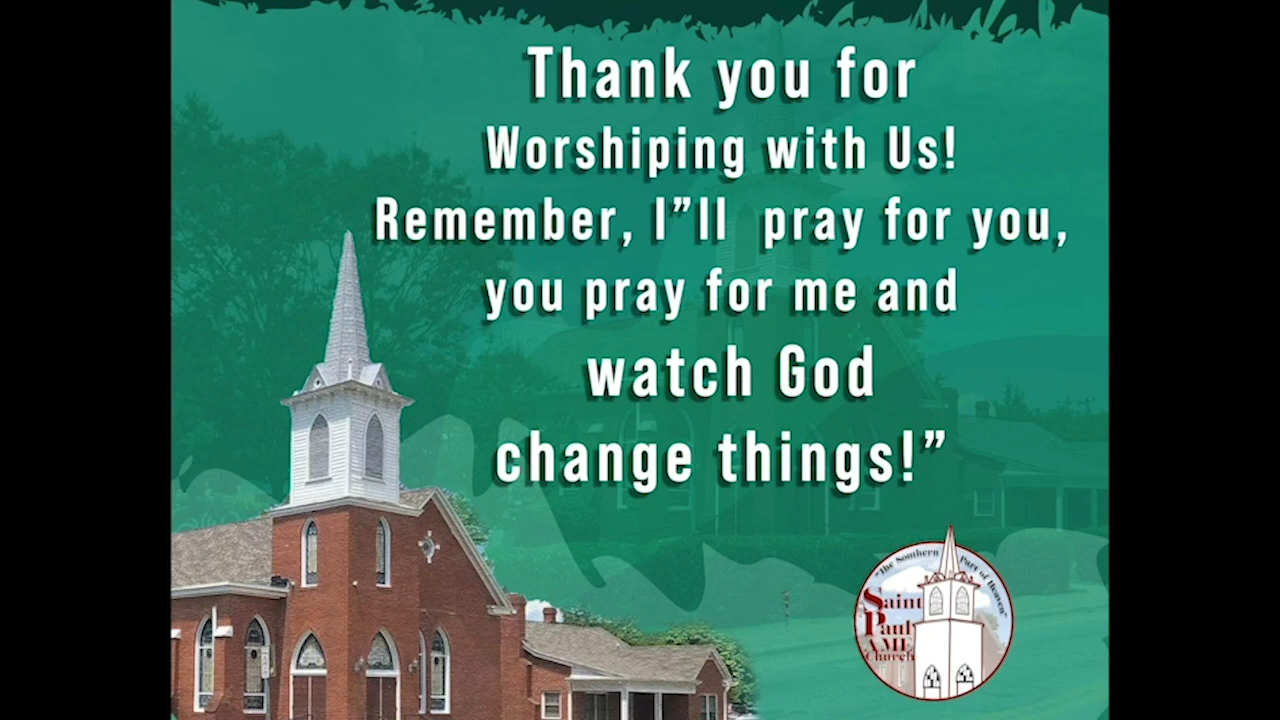 Thank you for
Worshiping with Us!
Remember, I”ll pray for you,
you pray for me and
watch God
change things!”
"The Southern Part of Heaven"
Saint
Paul
AME
Church